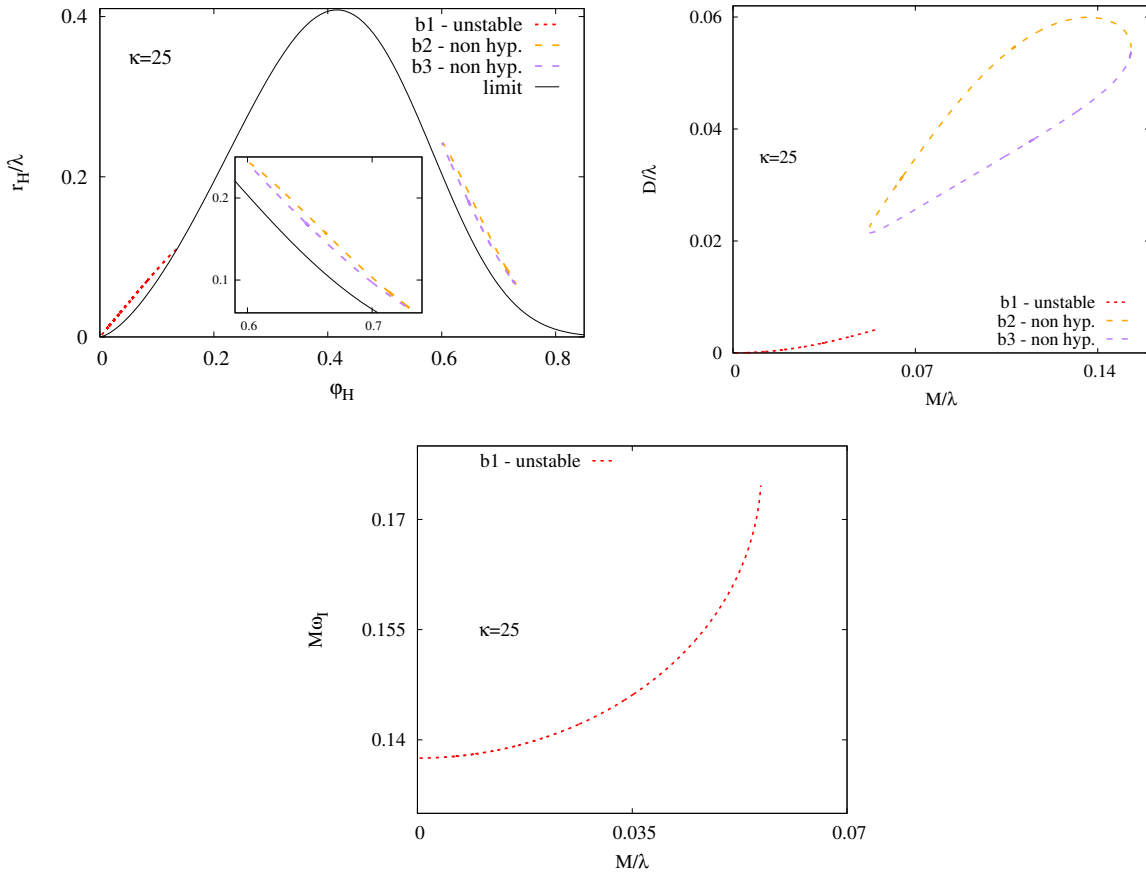 0.4
0.2
0
r_H/λ
κ=25
b1 - unstable
b2 - non hyp.
b3 - non hyp.
limit
0.2
0.1
0.6 0.7
0 0.2 0.4 0.6 0.8
φ_H
0.06
0.04
0.02
0
D/λ
κ=25
b1 - unstable
b2 - non hyp.
b3 - non hyp.
0 0.07 0.14
M/λ
b1 - unstable
0.17
0.155
0.14
Mω_I
κ=25
0 0.035 0.07
M/λ